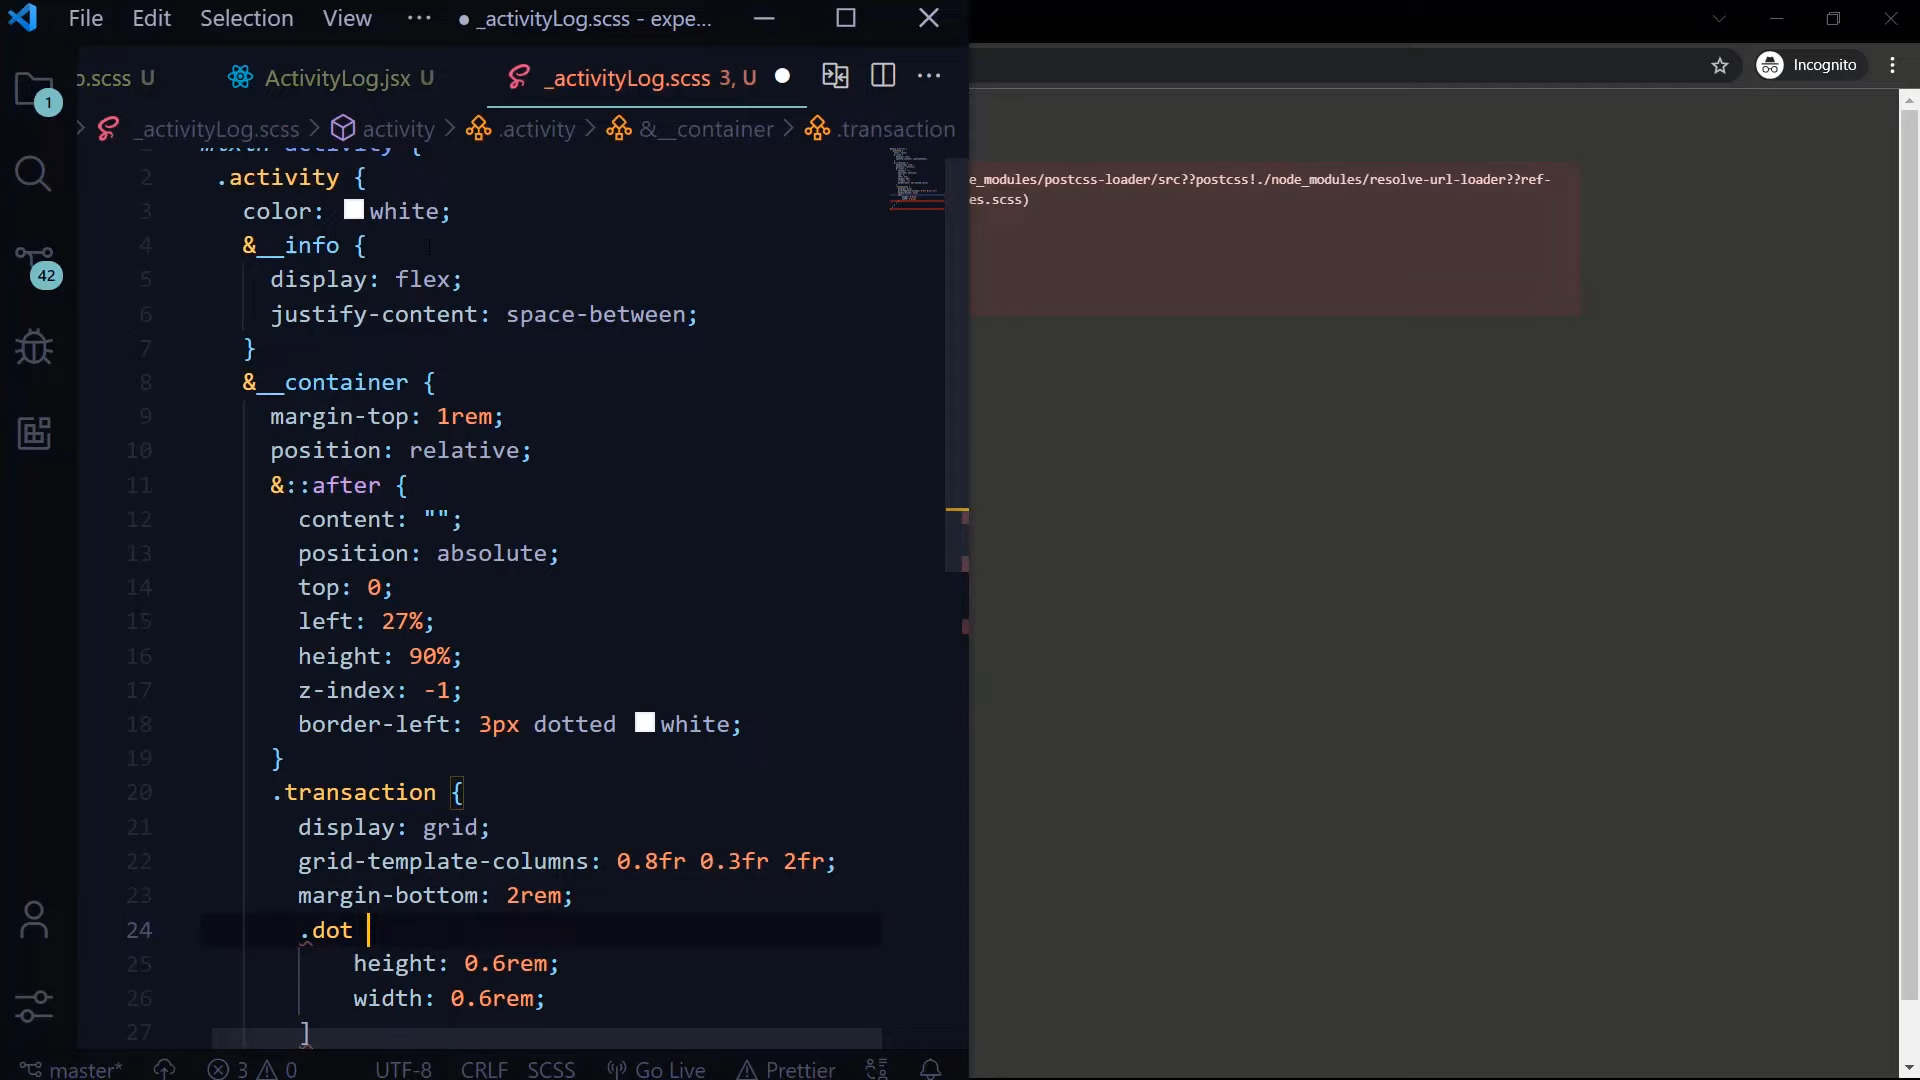 File Edit Selection View ··· ● _activityLog.scss - expe...
Incognito
o.scss U ActivityLog.jsx U _activityLog.scss 3, U
1
> _activityLog.scss > activity > .activity > &__container > .transaction
activity {
2 .activity {
3 color: white;
4 &__info {
5 display: flex;
6 justify-content: space-between;
7 }
8 &__container {
9 margin-top: 1rem;
10 position: relative;
11 &::after {
12 content: "";
13 position: absolute;
14 top: 0;
15 left: 27%;
16 height: 90%;
17 z-index: -1;
18 border-left: 3px dotted white;
19 }
20 .transaction {
21 display: grid;
22 grid-template-columns: 0.8fr 0.3fr 2fr;
23 margin-bottom: 2rem;
24 .dot
25 height: 0.6rem;
26 width: 0.6rem;
27 ]
42
e_modules/postcss-loader/src??postcss!./node_modules/resolve-url-loader??ref-
es.scss)
master* 3 0 UTF-8 CRLF SCSS Go Live Prettier